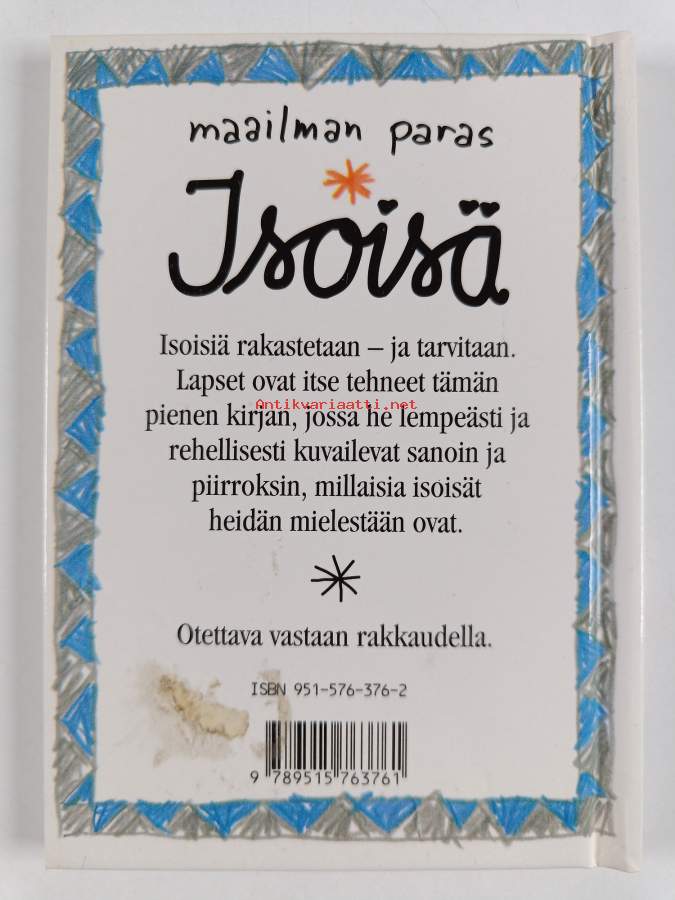 maailman paras
Isoisä
Isoisiä rakastetaan – ja tarvitaan.
Lapset ovat itse tehneet tämän
Antikvariaatti.net
pienen kirjan, jossa he lempeästi ja
rehellisesti kuvailevat sanoin ja
piirroksin, millaisia isoisät
heidän mielestään ovat.
Otettava vastaan rakkaudella.
ISBN 951-576-376-2
9 789515 763761